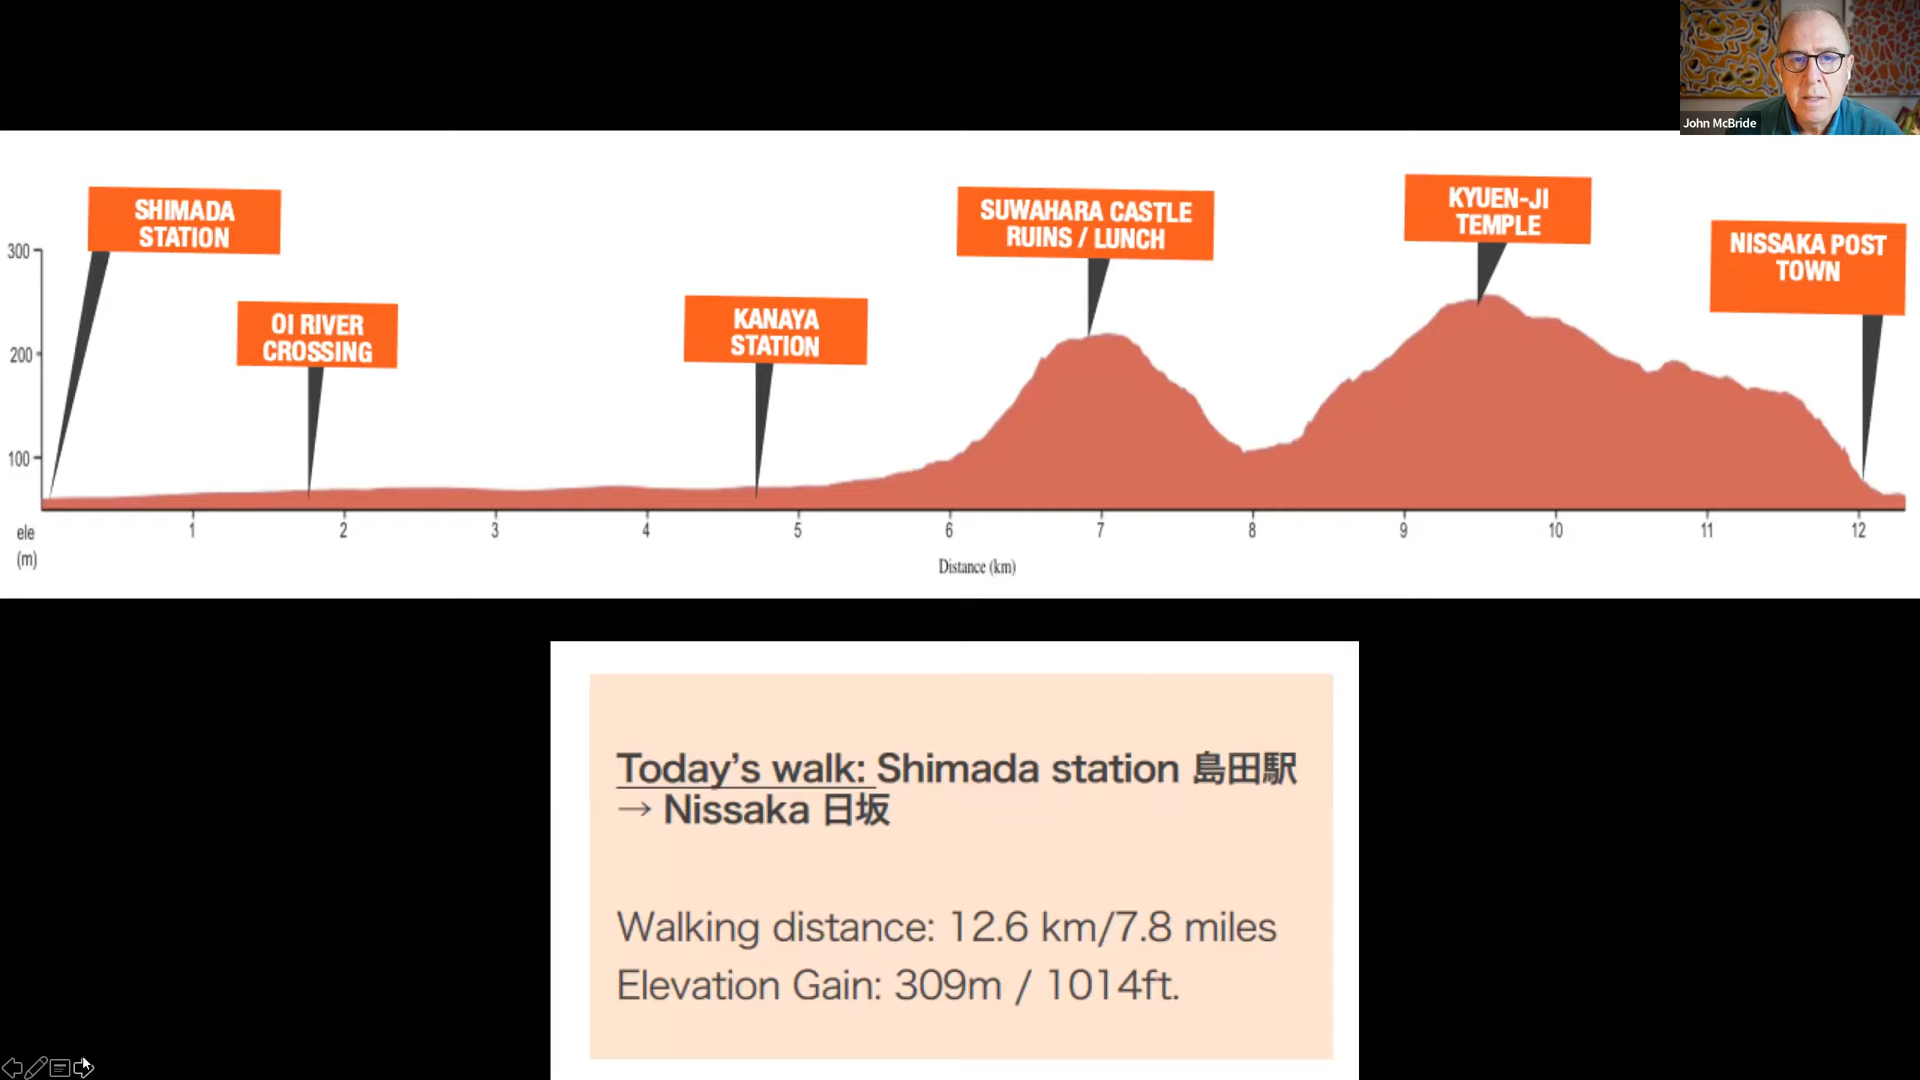 John McBride
SHIMADA
STATION
OI RIVER
CROSSING
KANAYA
STATION
SUWAHARA CASTLE
RUINS / LUNCH
KYUEN-JI
TEMPLE
NISSAKA POST
TOWN
300
200
100
ele
(m)
1 2 3 4 5 6 7 8 9 10 11 12
Distance (km)
Today's walk: Shimada station 島田駅
→ Nissaka 日坂
Walking distance: 12.6 km/7.8 miles
Elevation Gain: 309m / 1014ft.